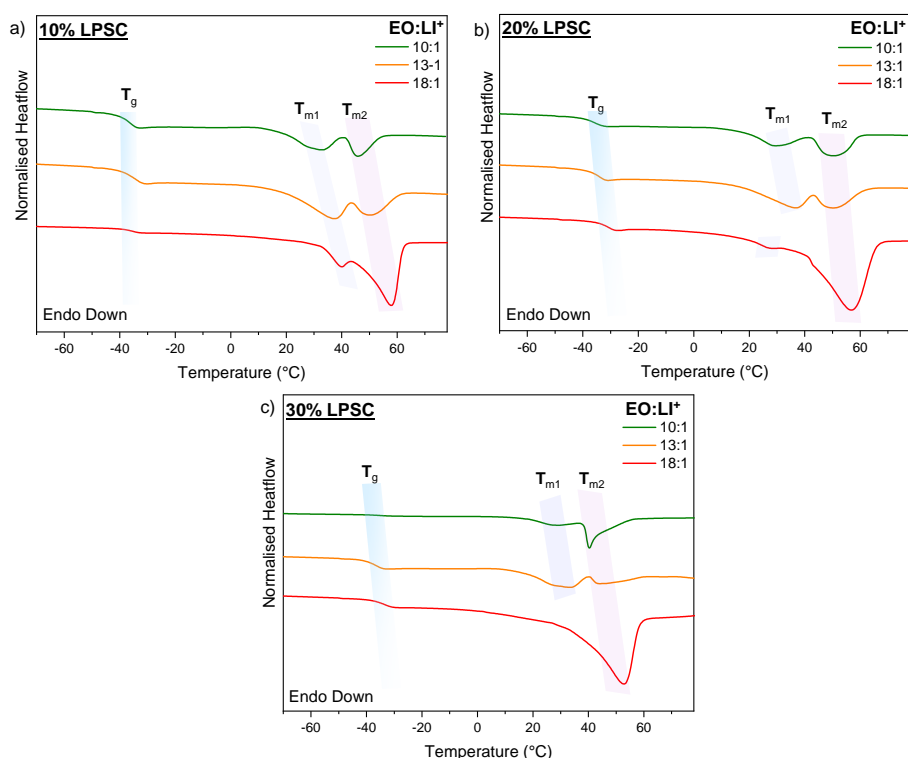 a)
10% LPSC
EO:LI⁺
10:1
13-1
18:1
Tg
Tm1
Tm2
Normalised Heatflow
Endo Down
-60 -40 -20 0 20 40 60
Temperature (°C)
b)
20% LPSC
EO:LI⁺
10:1
13:1
18:1
Tg
Tm1
Tm2
Normalised Heatflow
Endo Down
-60 -40 -20 0 20 40 60
Temperature (°C)
c)
30% LPSC
EO:LI⁺
10:1
13:1
18:1
Tg
Tm1
Tm2
Normalised Heatflow
Endo Down
-60 -40 -20 0 20 40 60
Temperature (°C)